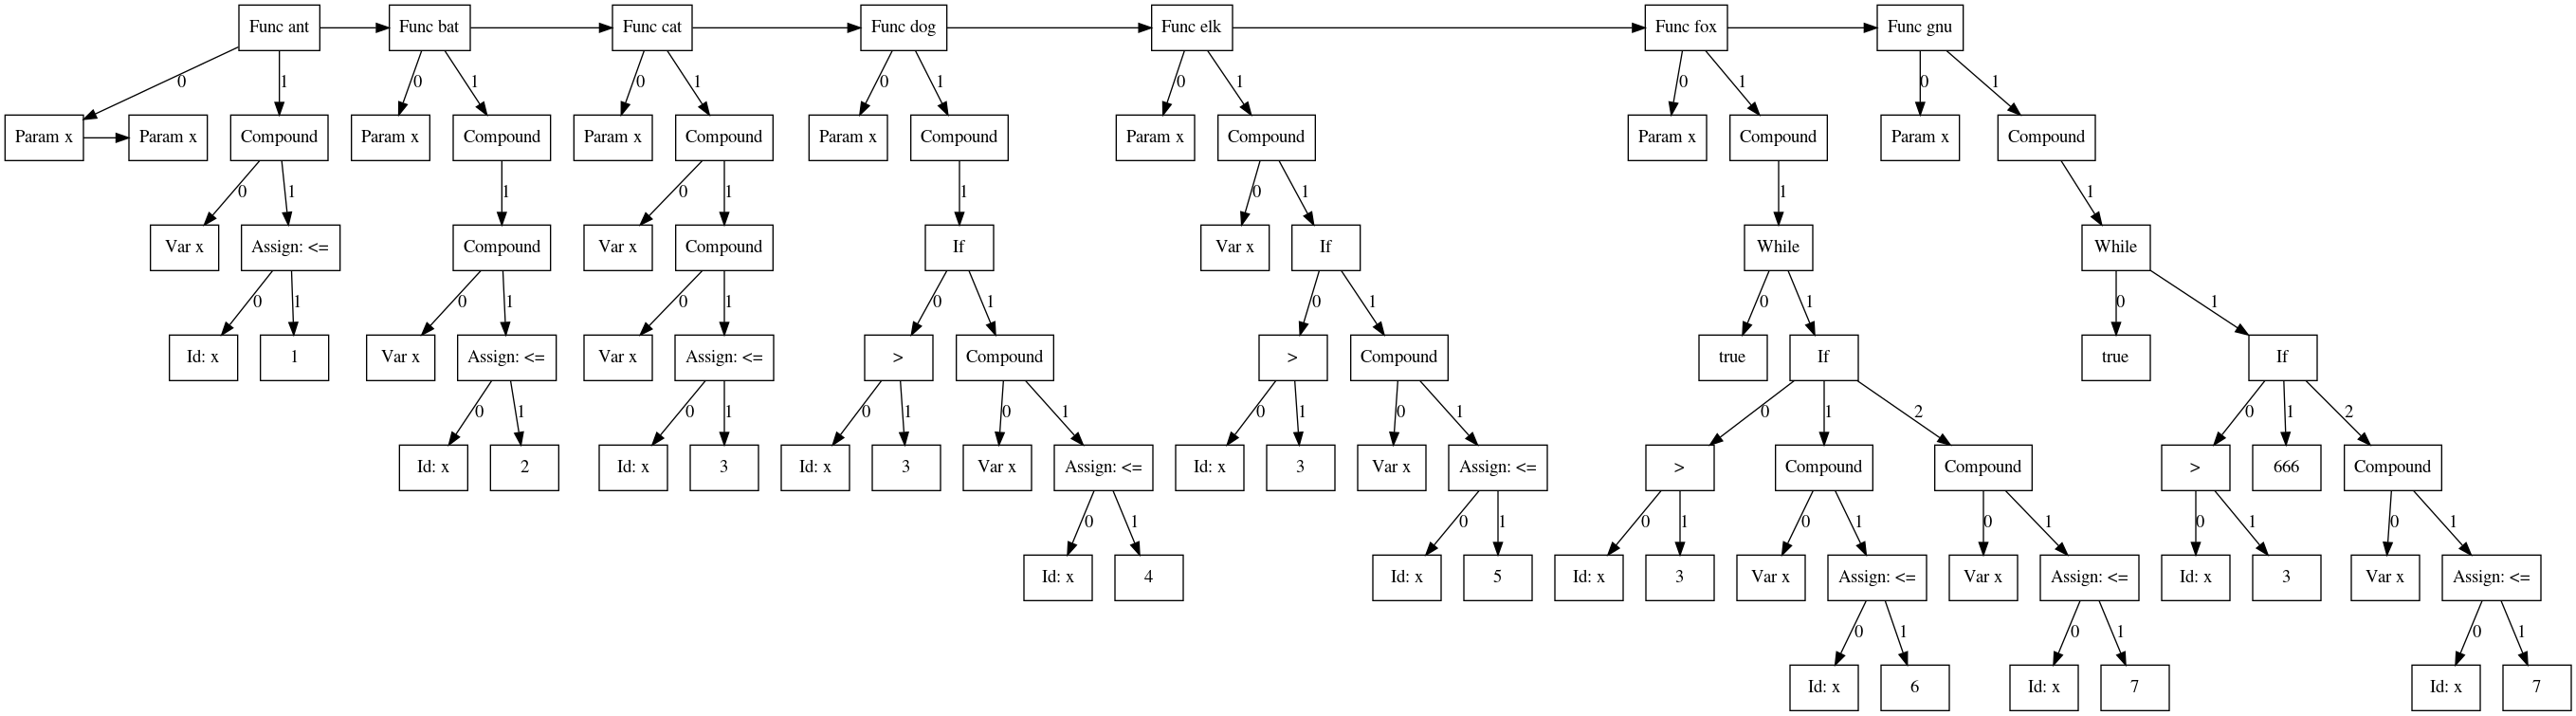 Func ant
Func bat
Func cat
Func dog
Func elk
Func fox
Func gnu
0
1
0
1
0
1
0
1
0
1
0
1
0
1
Param x
Param x
Compound
Param x
Compound
Param x
Compound
Param x
Compound
Param x
Compound
Param x
Compound
Param x
Compound
0
1
1
0
1
1
0
1
1
1
Var x
Assign: <=
Compound
Var x
Compound
If
Var x
If
While
While
0
1
0
1
0
1
0
1
0
1
0
1
0
1
Id: x
1
Var x
Assign: <=
Var x
Assign: <=
>
Compound
>
Compound
true
If
true
If
0
1
0
1
0
1
0
1
0
1
0
1
0
1
2
0
1
2
Id: x
2
Id: x
3
Id: x
3
Var x
Assign: <=
Id: x
3
Var x
Assign: <=
>
Compound
Compound
>
666
Compound
0
1
0
1
0
1
0
1
0
1
0
1
0
1
Id: x
4
Id: x
5
Id: x
3
Var x
Assign: <=
Var x
Assign: <=
Id: x
3
Var x
Assign: <=
0
1
0
1
0
1
Id: x
6
Id: x
7
Id: x
7